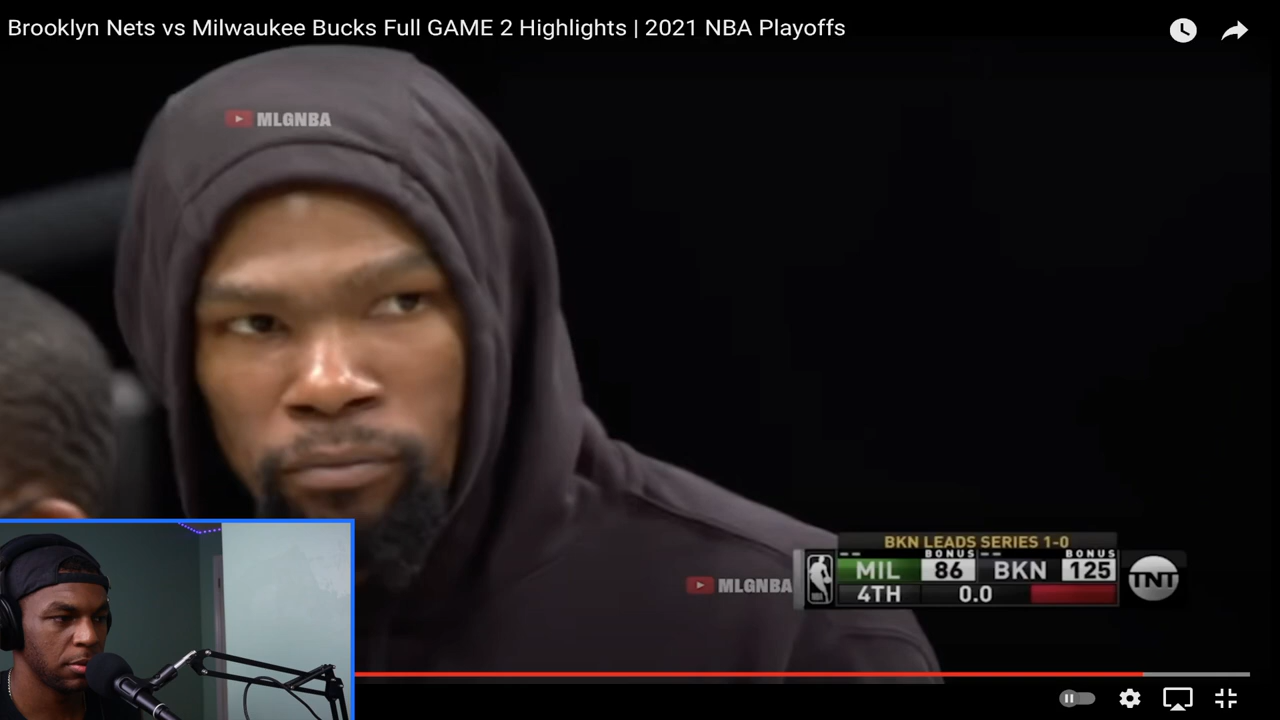 Brooklyn Nets vs Milwaukee Bucks Full GAME 2 Highlights | 2021 NBA Playoffs
MLGNBA
MLGNBA
BKN LEADS SERIES 1-0
BONUS BONUS
MIL 86 BKN 125
4TH 0.0
TNT